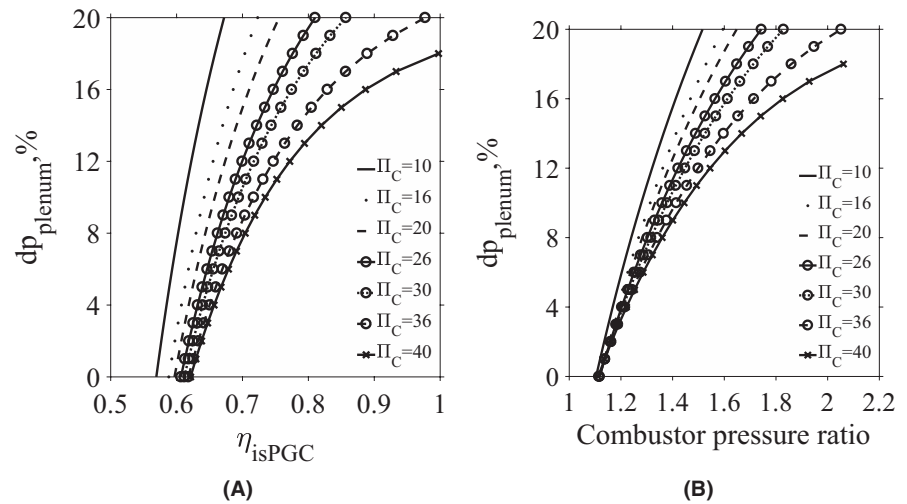 20
16
12
8
4
0
dp_plenum,%
Π_C=10
Π_C=16
Π_C=20
Π_C=26
Π_C=30
Π_C=36
Π_C=40
0.5 0.6 0.7 0.8 0.9 1
η_isPGC
(A)
20
16
12
8
4
0
dp_plenum,%
Π_C=10
Π_C=16
Π_C=20
Π_C=26
Π_C=30
Π_C=36
Π_C=40
1 1.2 1.4 1.6 1.8 2 2.2
Combustor pressure ratio
(B)